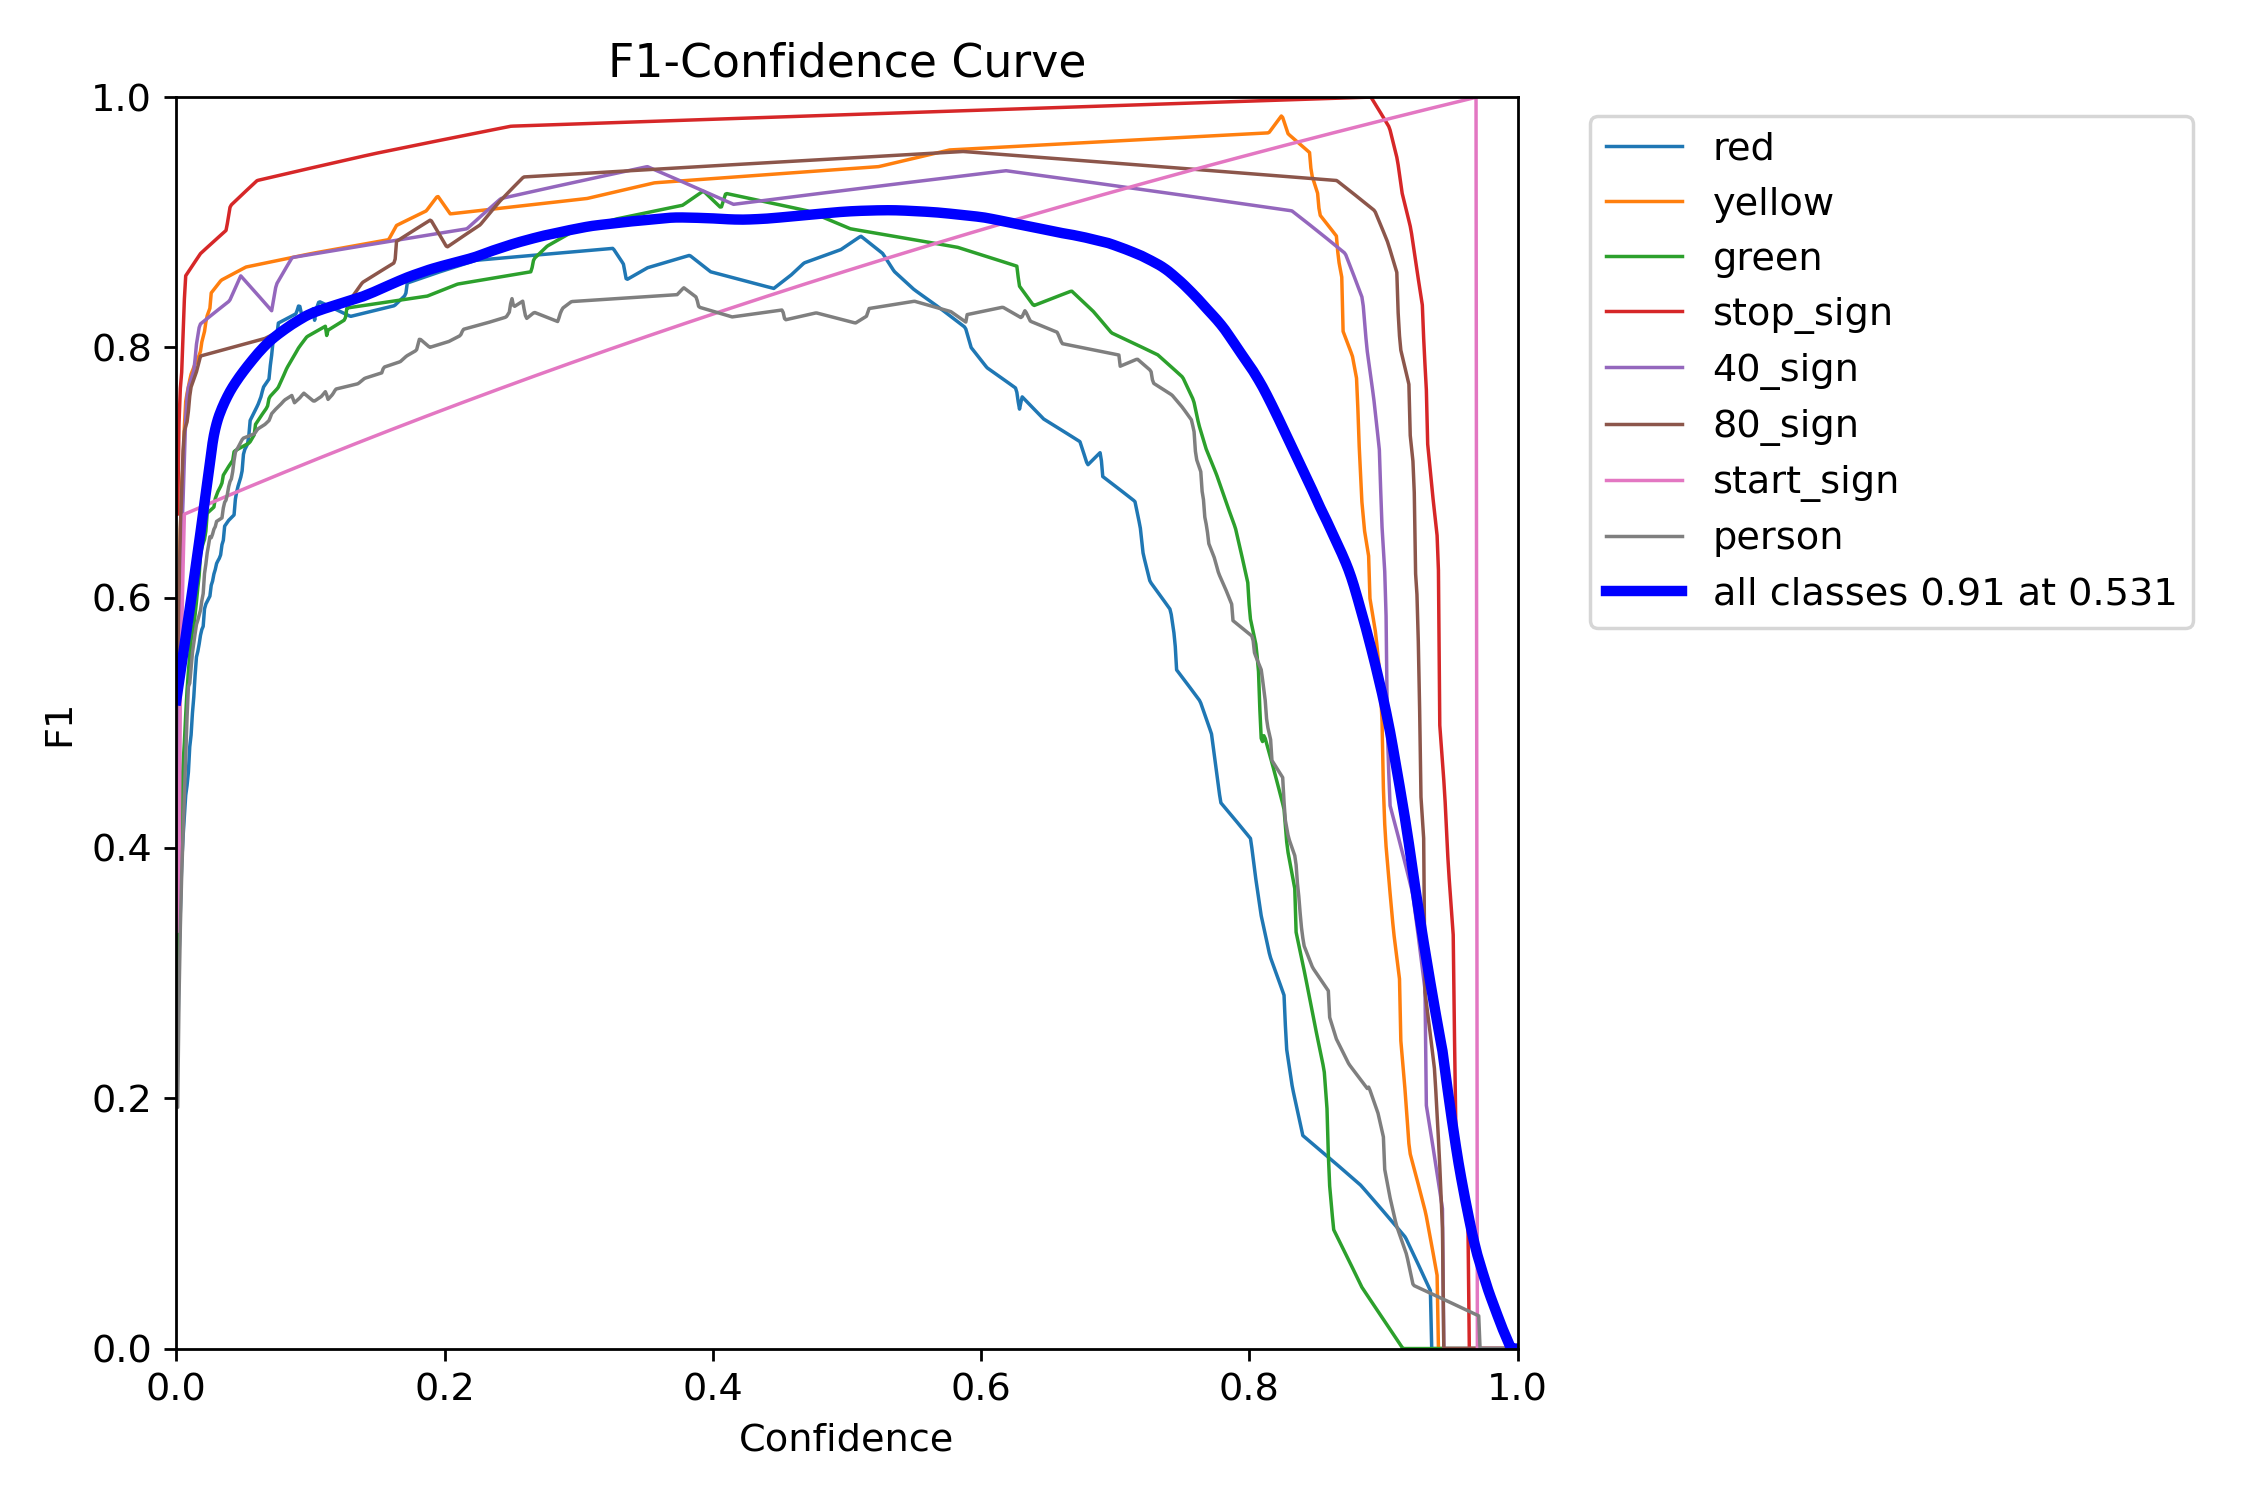 F1-Confidence Curve
1.0
0.8
0.6
0.4
0.2
0.0
F1
0.0 0.2 0.4 0.6 0.8 1.0
Confidence
red
yellow
green
stop_sign
40_sign
80_sign
start_sign
person
all classes 0.91 at 0.531